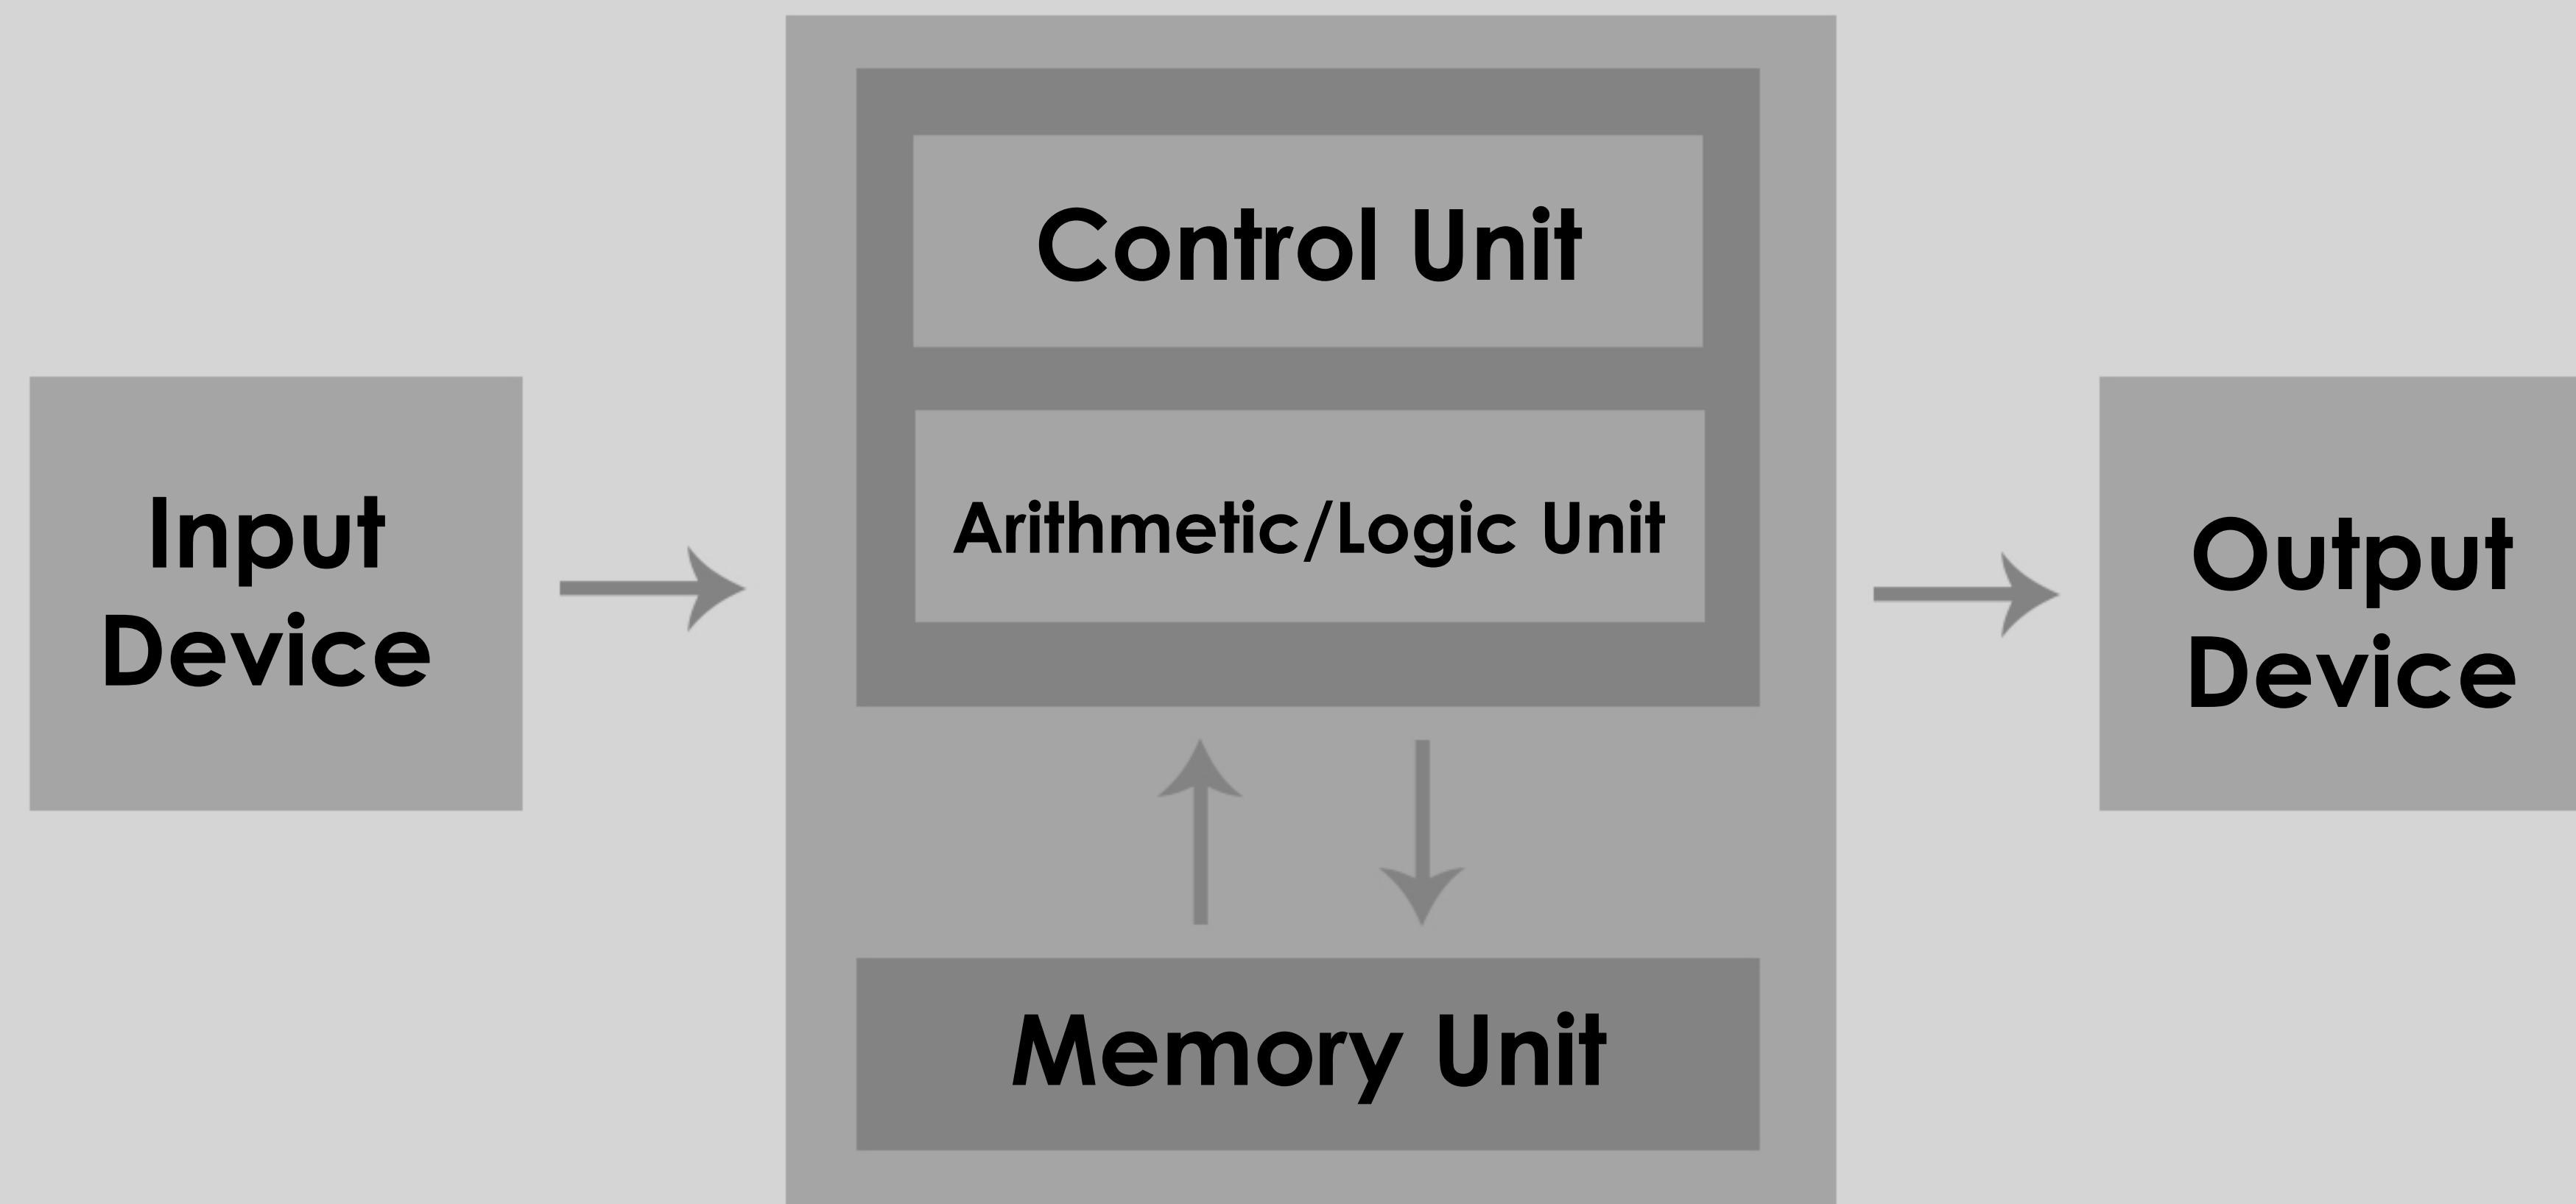 Input
Device
Control Unit
Arithmetic/Logic Unit
Memory Unit
Output
Device